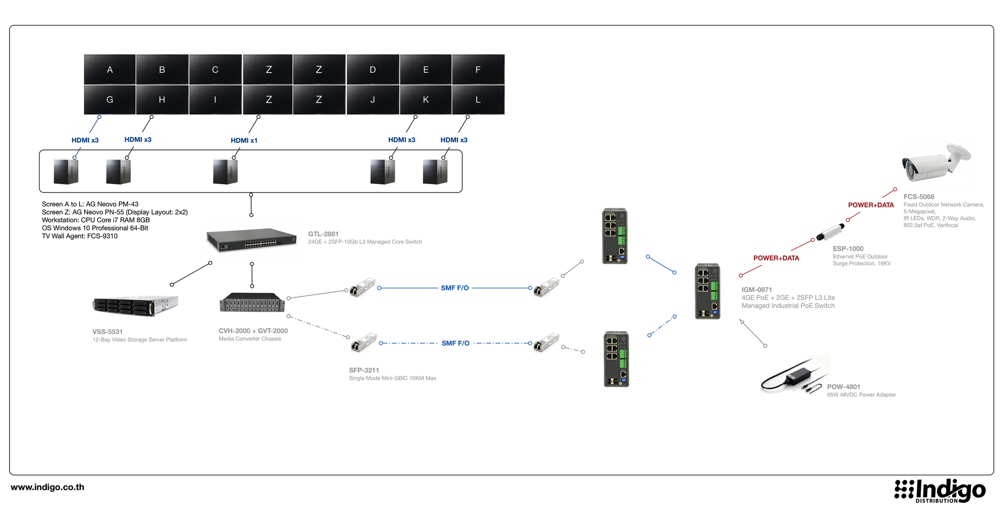 A B C Z Z D E F
G H I Z Z J K L
HDMI x3
HDMI x3
HDMI x1
HDMI x3
HDMI x3
Screen A to L: AG Neovo PM-43
Screen Z: AG Neovo PN-55 (Display Layout: 2x2)
Workstation: CPU Core i7 RAM 8GB
OS Windows 10 Professional 64-Bit
TV Wall Agent: FCS-9310
GTL-2881
24GE + 2SFP-10Gb L3 Managed Core Switch
VSS-5531
12-Bay Video Storage Server Platform
CVH-2000 + GVT-2000
Media Converter Chassis
SMF F/O
SMF F/O
SFP-3211
Single Mode Mini-GBIC 10KM Max
POWER+DATA
FCS-5068
Fixed Outdoor Network Camera,
5-Megapixel,
IR LEDs, WDR, 2-Way Audio,
802.3af PoE, Varifocal
ESP-1000
Ethernet PoE Outdoor
Surge Protection, 16KV
POWER+DATA
IGM-0871
4GE PoE + 2GE + 2SFP L3 Lite
Managed Industrial PoE Switch
POW-4801
65W 48VDC Power Adapter
www.indigo.co.th
Indigo
DISTRIBUTION